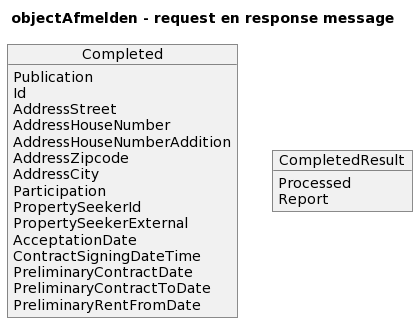 objectAfmelden - request en response message
Completed
Publication
Id
AddressStreet
AddressHouseNumber
AddressHouseNumberAddition
AddressZipcode
AddressCity
Participation
PropertySeekerId
PropertySeekerExternal
AcceptationDate
ContractSigningDateTime
PreliminaryContractDate
PreliminaryContractToDate
PreliminaryRentFromDate
CompletedResult
Processed
Report